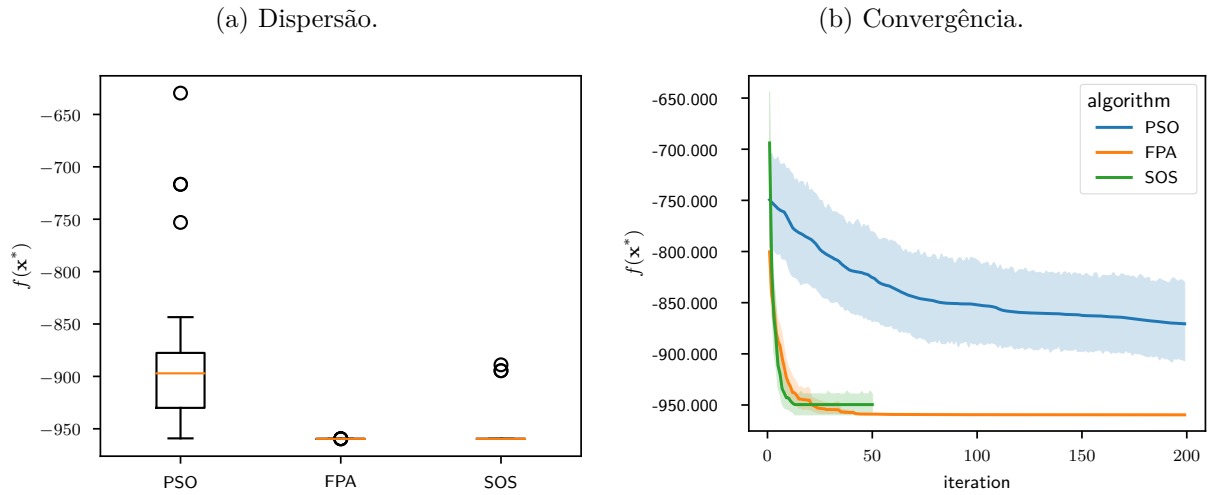 (a) Dispersão.
−650
−700
−750
−800
−850
−900
−950
f(x*)
PSO
FPA
SOS
(b) Convergência.
-650.000
-700.000
-750.000
-800.000
-850.000
-900.000
-950.000
f(x*)
algorithm
PSO
FPA
SOS
0
50
100
150
200
iteration